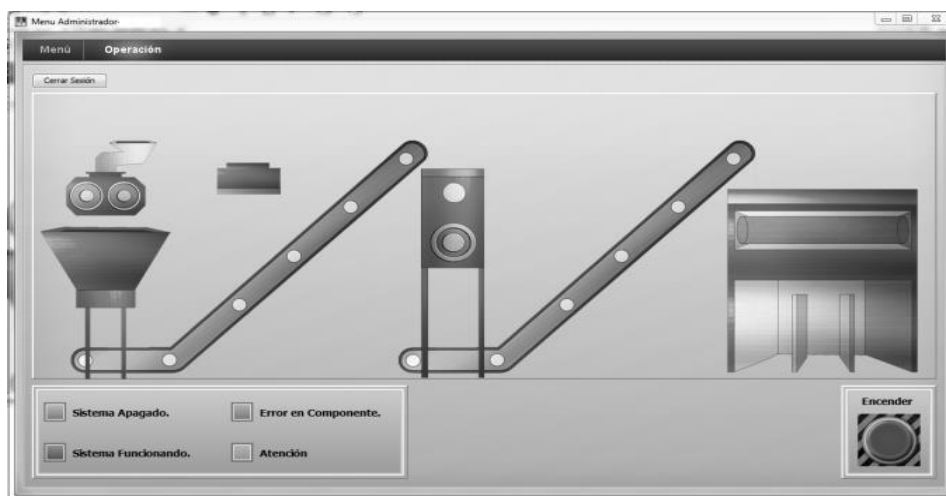 Menu Administrador-
Menú Operación
Cerrar Sesión
Sistema Apagado. Error en Componente.
Sistema Funcionando. Atención
Encender